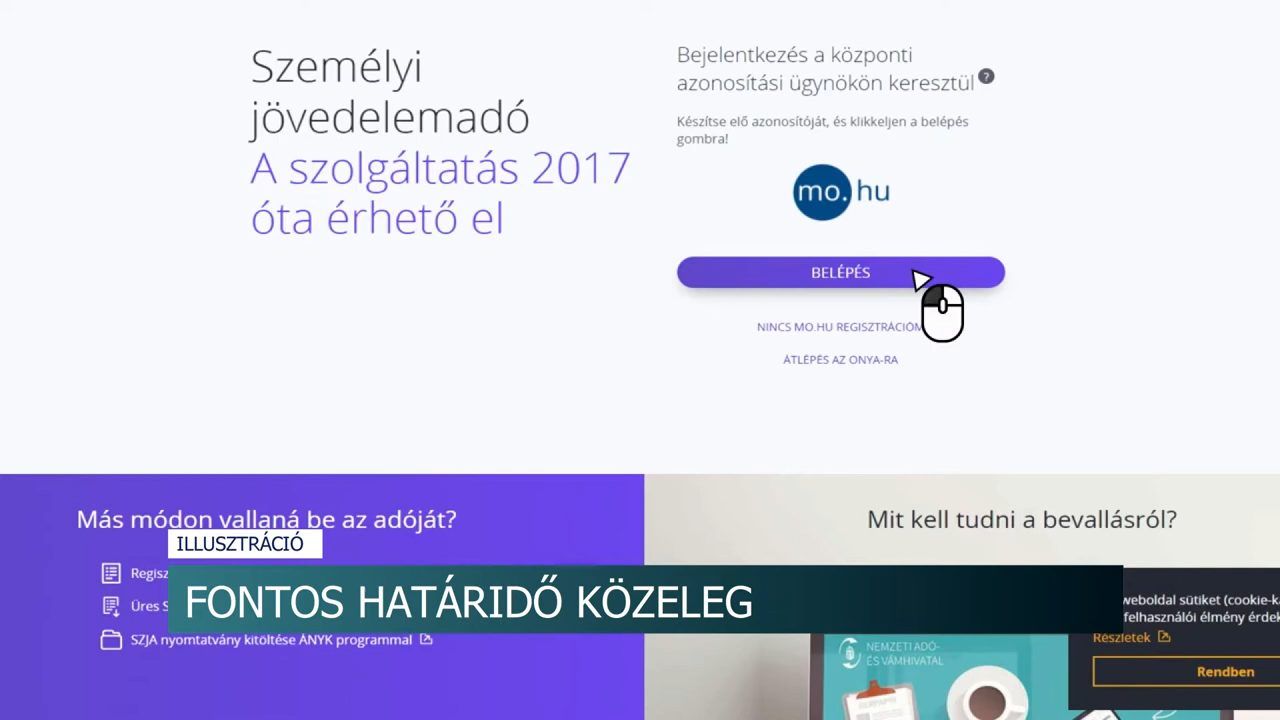 Személyi
jövedelemadó
A szolgáltatás 2017
óta érhető el
Bejelentkezés a központi
azonosítási ügynökön keresztül ?
Készítse elő azonosítóját, és klikkeljen a belépés
gombra!
mo.hu
BELÉPÉS
NINCS MO.HU REGISZTRÁCIÓM
ÁTLÉPÉS AZ ONYA-RA
Más módon vallaná be az adóját?
ILLUSZTRÁCIÓ
FONTOS HATÁRIDŐ KÖZELEG
SZJA nyomtatvány kitöltése ÁNYK programmal
Mit kell tudni a bevallásról?
NEMZETI ADÓ-
ÉS VÁMHIVATAL
weboldal sütiket
felhasználói élmény
Részletek
Rendben